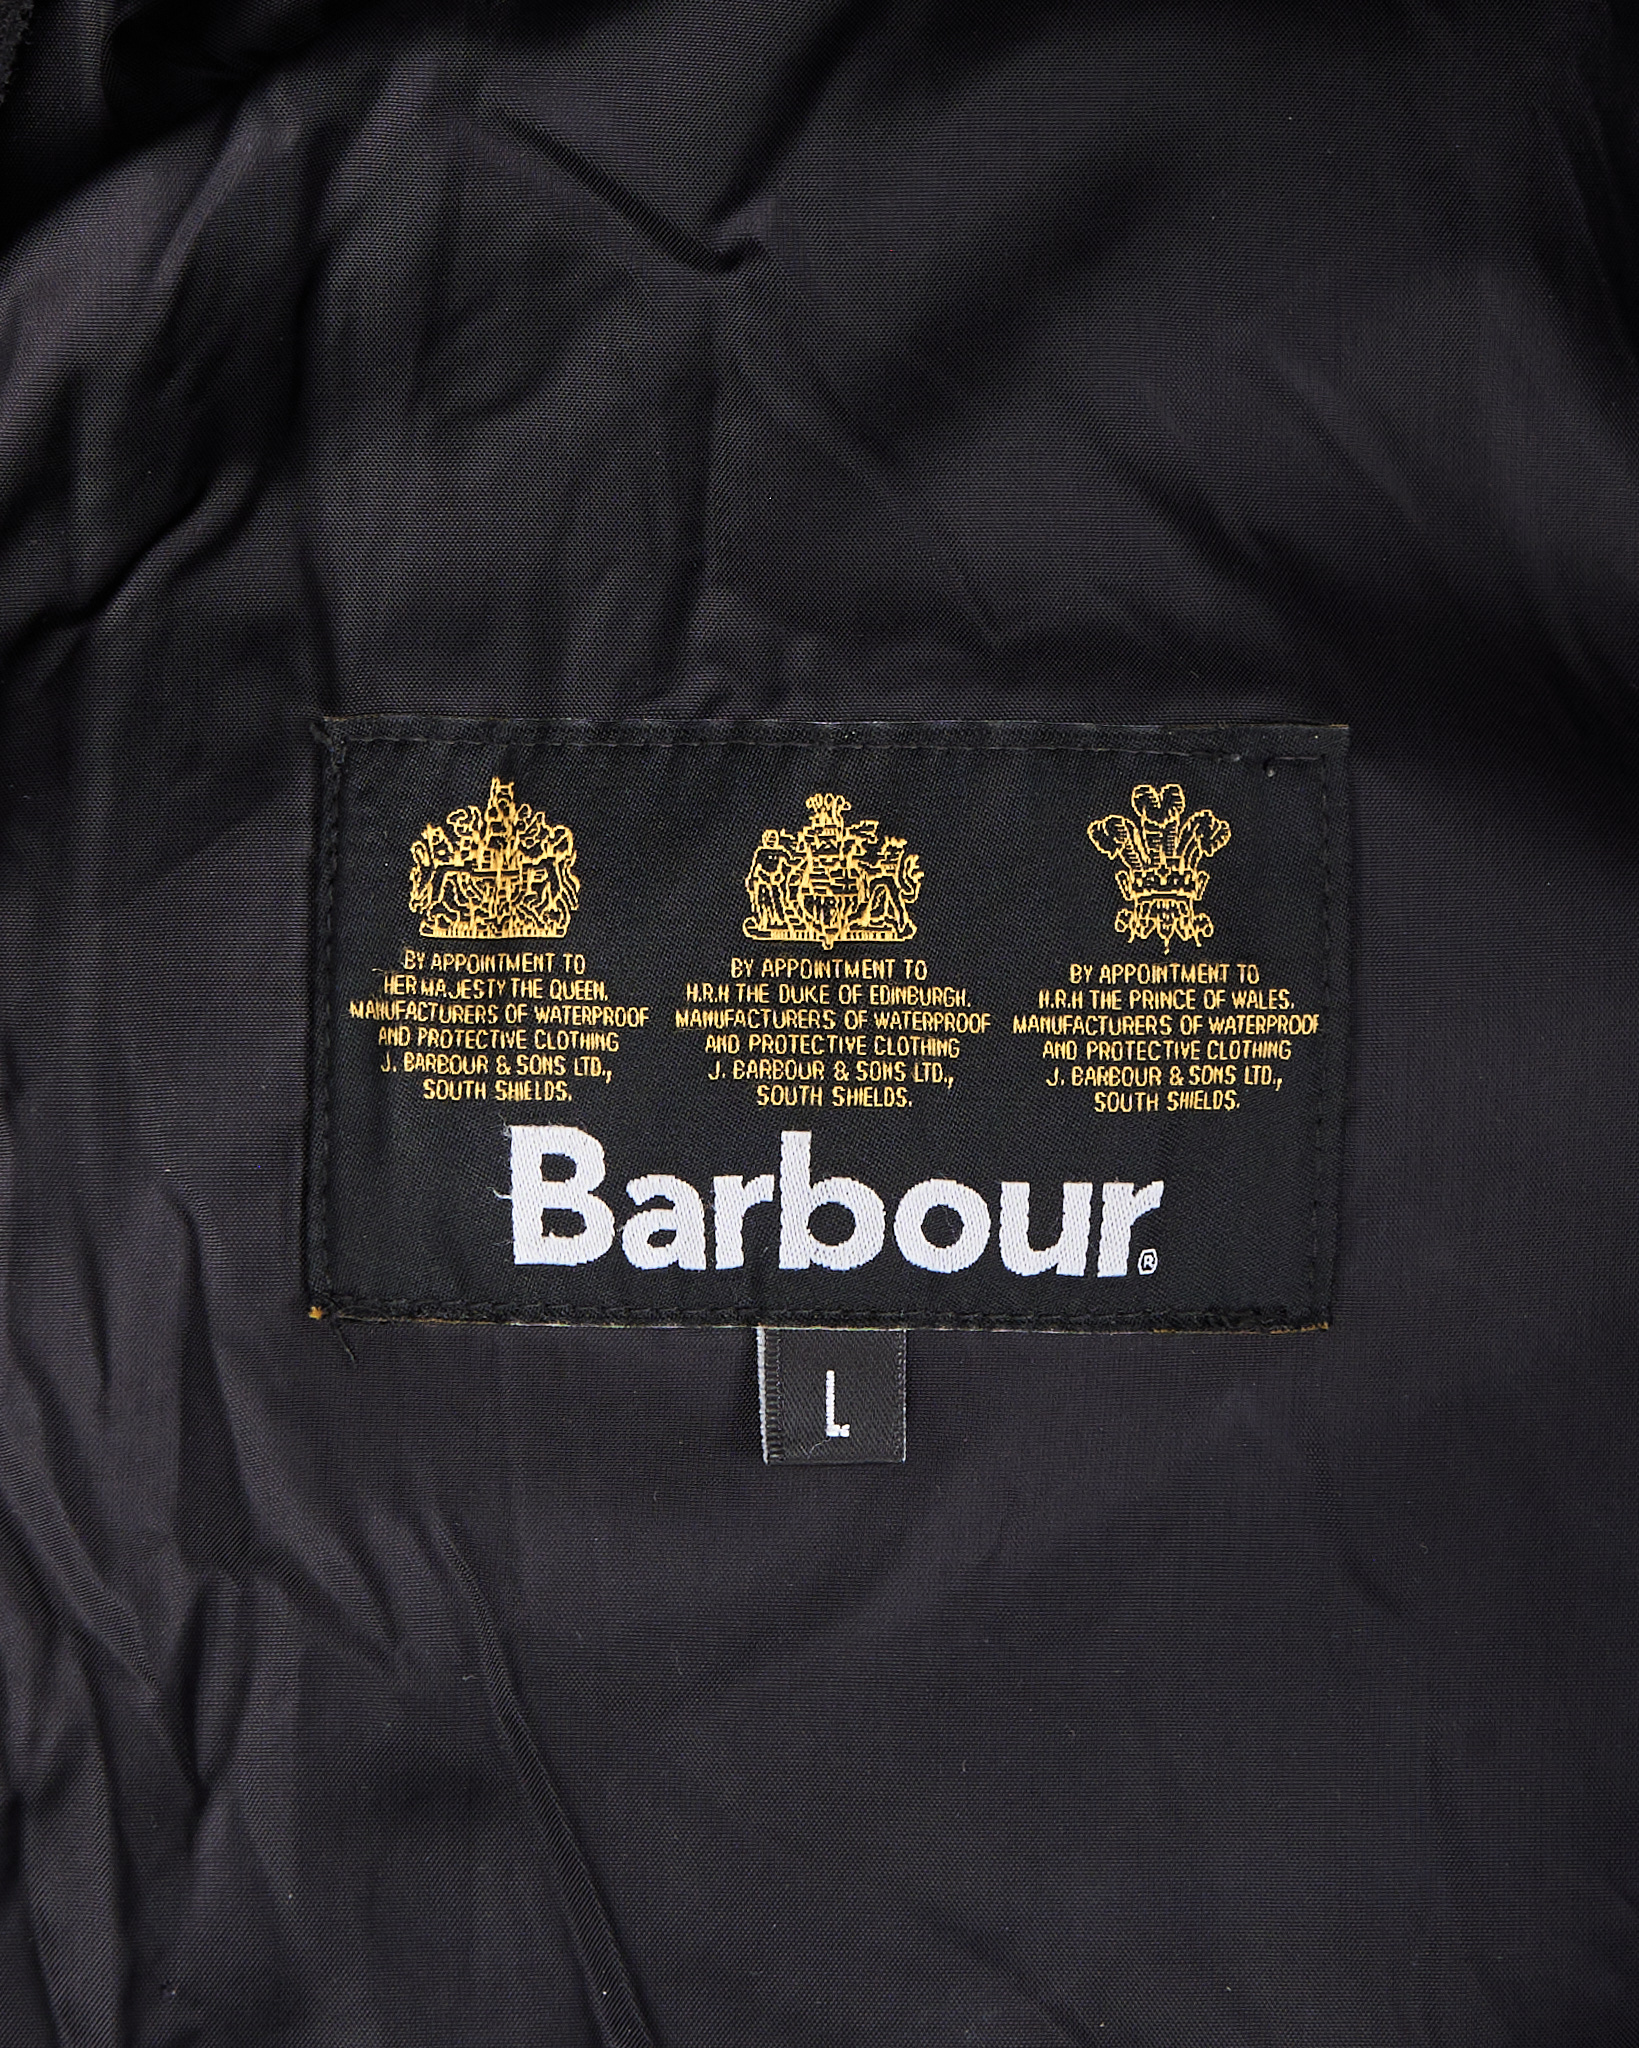 BY APPOINTMENT TO
HER MAJESTY THE QUEEN.
MANUFACTURERS OF WATERPROOF
AND PROTECTIVE CLOTHING
J. BARBOUR & SONS LTD.,
SOUTH SHIELDS.
BY APPOINTMENT TO
H.R.H THE DUKE OF EDINBURGH.
MANUFACTURERS OF WATERPROOF
AND PROTECTIVE CLOTHING
J. BARBOUR & SONS LTD.,
SOUTH SHIELDS.
BY APPOINTMENT TO
H.R.H THE PRINCE OF WALES.
MANUFACTURERS OF WATERPROOF
AND PROTECTIVE CLOTHING
J. BARBOUR & SONS LTD.,
SOUTH SHIELDS.
Barbour®
L